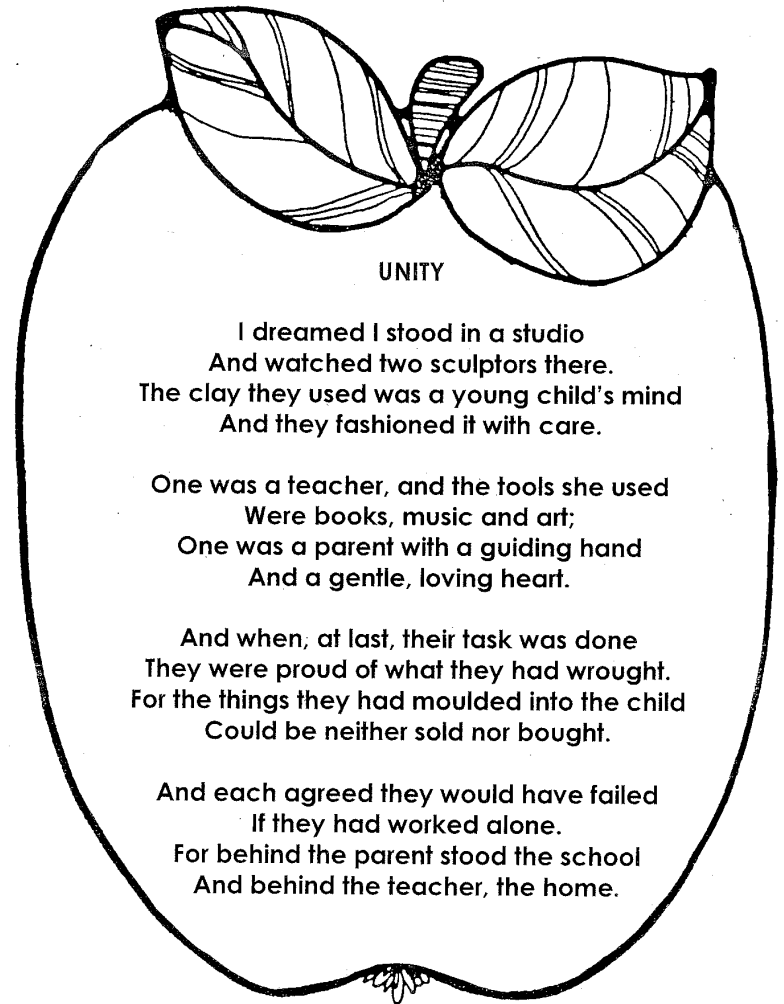 UNITY
I dreamed I stood in a studio
And watched two sculptors there.
The clay they used was a young child's mind
And they fashioned it with care.
One was a teacher, and the tools she used
Were books, music and art;
One was a parent with a guiding hand
And a gentle, loving heart.
And when, at last, their task was done
They were proud of what they had wrought.
For the things they had moulded into the child
Could be neither sold nor bought.
And each agreed they would have failed
If they had worked alone.
For behind the parent stood the school
And behind the teacher, the home.